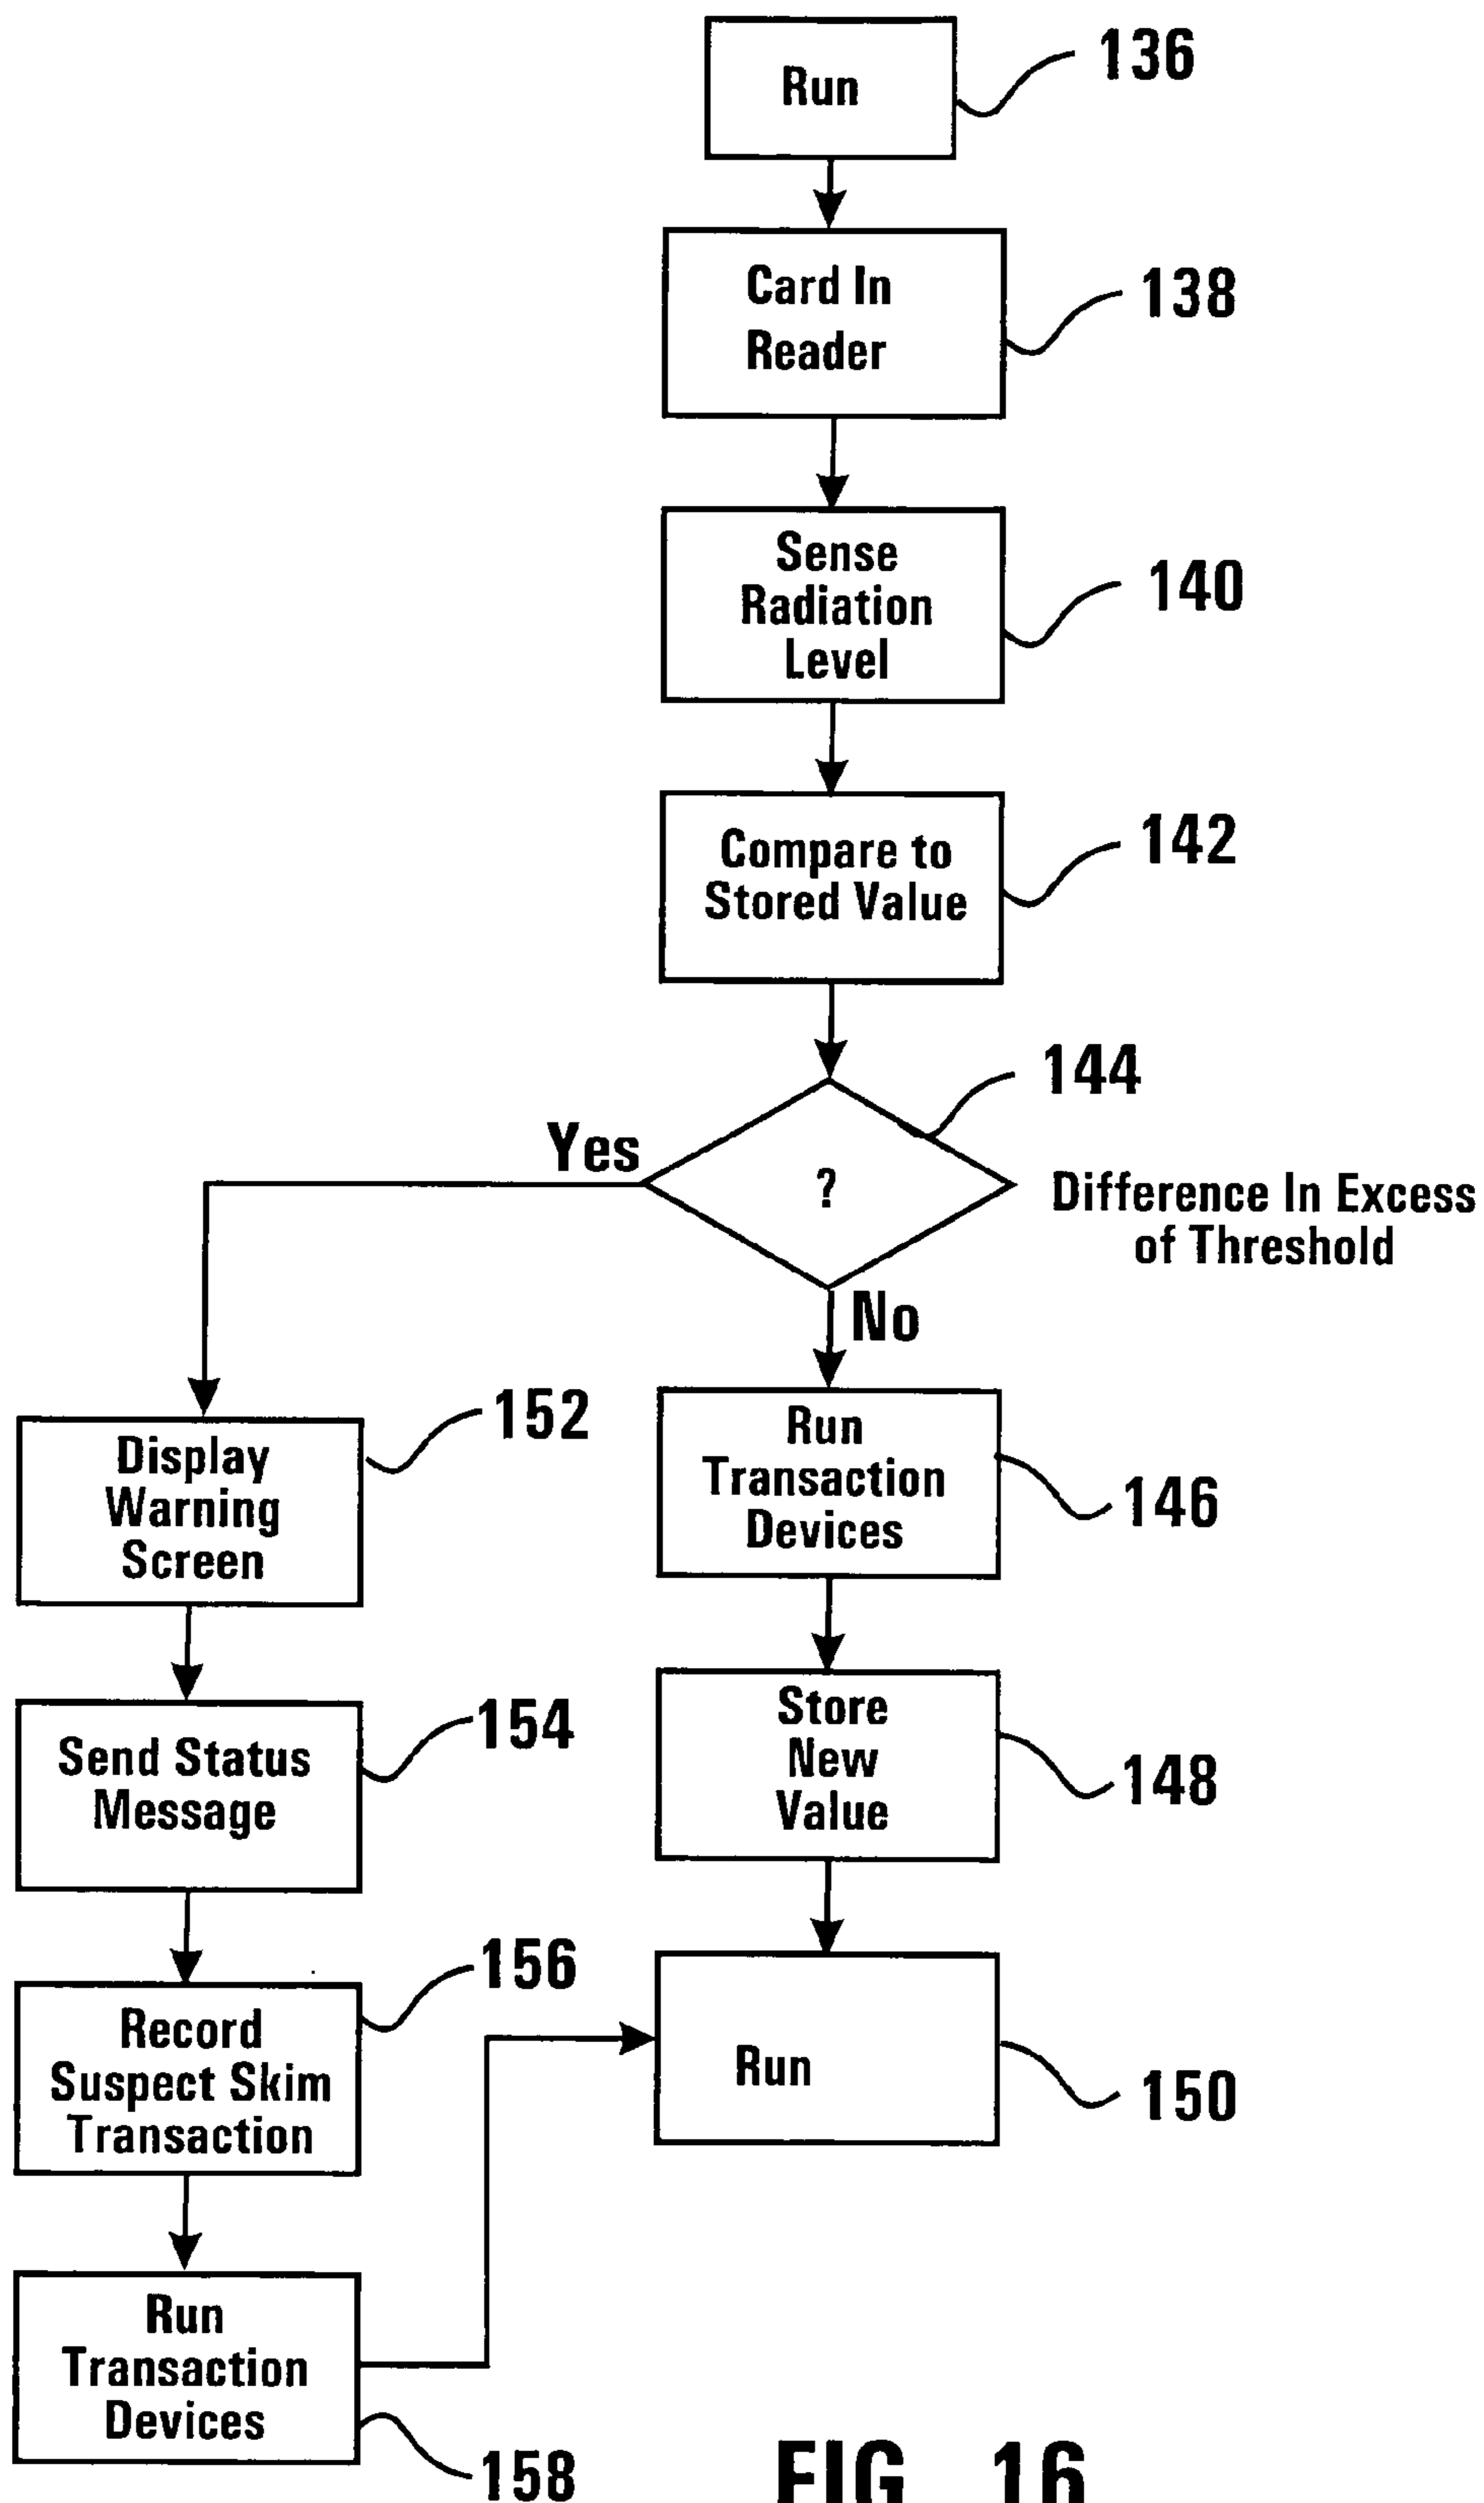 Run
136
Card In
Reader
138
Sense
Radiation
Level
140
Compare to
Stored Value
142
144
Yes
?
Difference In Excess
of Threshold
No
Display
Warning
Screen
152
Run
Transaction
Devices
146
Send Status
Message
154
Store
New
Value
148
Record
Suspect Skim
Transaction
156
Run
150
Run
Transaction
Devices
158
FIG 16